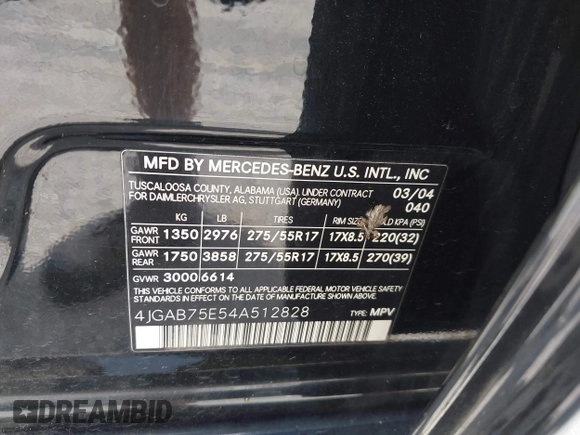 MFD BY MERCEDES-BENZ U.S. INTL., INC
TUSCALOOSA COUNTY, ALABAMA (USA), UNDER CONTRACT 03/04
FOR DAIMLERCHRYSLER AG, STUTTGART (GERMANY) 040
KG LB TIRES RIM SIZE KPA (PSI)
GAWR FRONT 1350 2976 275/55R17 17X8.5 220(32)
GAWR REAR 1750 3858 275/55R17 17X8.5 270(39)
GVWR 3000 6614
THIS VEHICLE CONFORMS TO ALL APPLICABLE FEDERAL MOTOR VEHICLE
SAFETY STANDARDS IN EFFECT ON THE DATE OF MANUFACTURE SHOWN ABOVE.
4JGAB75E54A512828 TYPE: MPV
DREAMBID